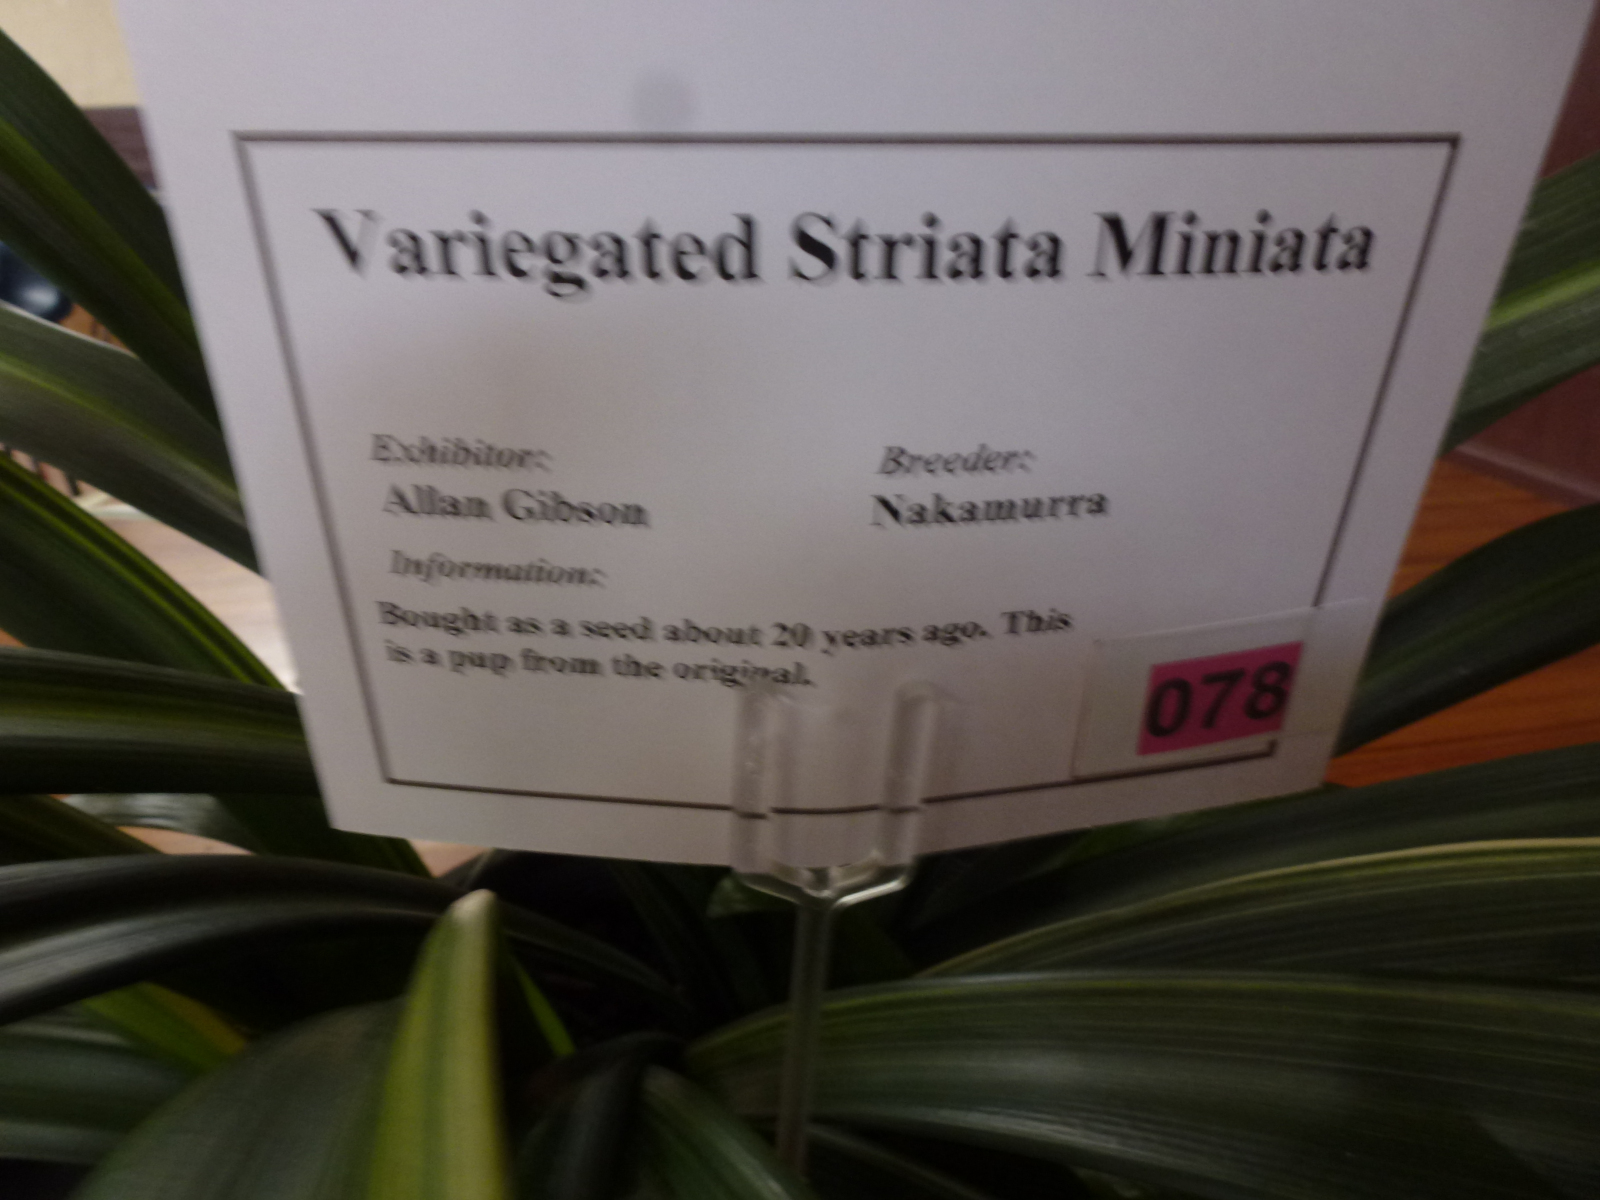 Variegated Striata Miniata
Exhibitor:
Breeder:
Allan Gibson
Nakamurra
Information:
Bought as a seed about 20 years ago. This
is a pup from the original.
078